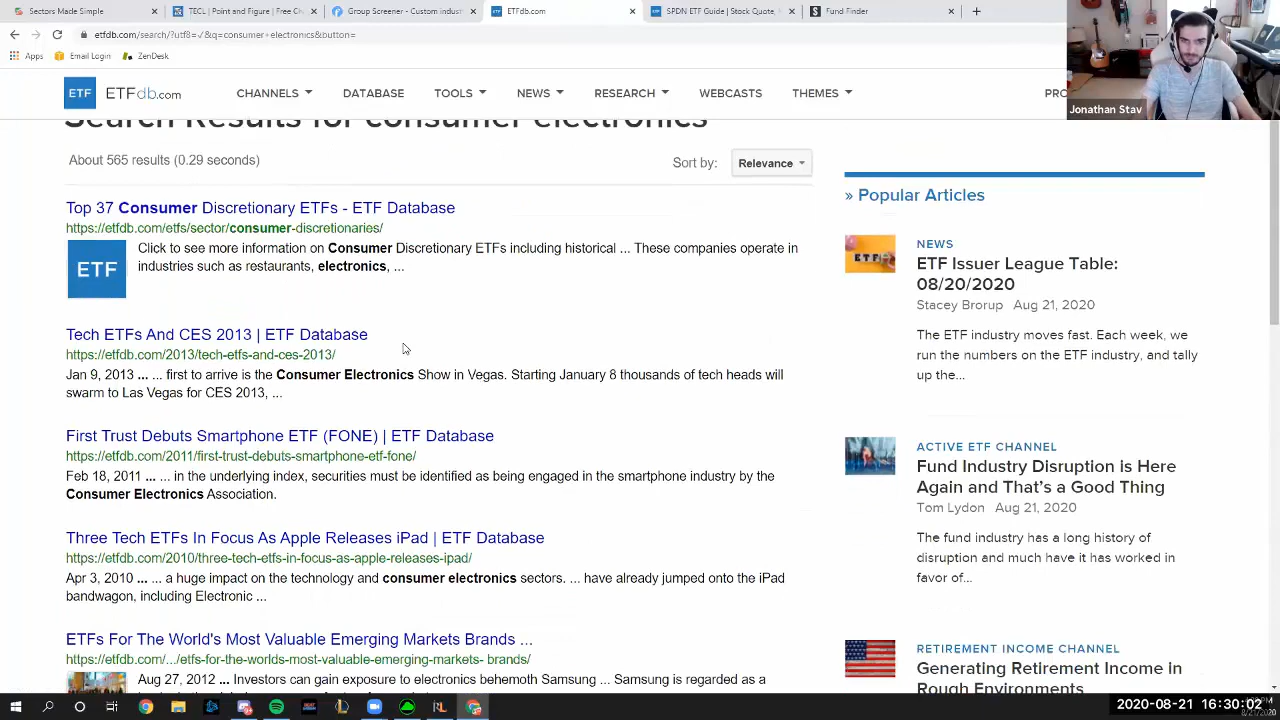 Sectors Made Simple
TECL | Point and Figure | Free Ch
Group Screener - Custom indust
ETFdb.com
SPDN ETF Guide | Stock Quote, H
Fund Finder
etfdb.com/search/?utf8=✓&q=consumer+electronics&button=
Apps
Email Login
ZenDesk
ETF
ETFdb.com
CHANNELS
DATABASE
TOOLS
NEWS
RESEARCH
WEBCASTS
THEMES
PRO
Jonathan Stav
Search Results for consumer electronics
About 565 results (0.29 seconds)
Sort by:
Relevance
Top 37 Consumer Discretionary ETFs - ETF Database
https://etfdb.com/etfs/sector/consumer-discretionaries/
ETF
Click to see more information on Consumer Discretionary ETFs including historical ... These companies operate in
industries such as restaurants, electronics, ...
Tech ETFs And CES 2013 | ETF Database
https://etfdb.com/2013/tech-etfs-and-ces-2013/
Jan 9, 2013 ... ... first to arrive is the Consumer Electronics Show in Vegas. Starting January 8 thousands of tech heads will
swarm to Las Vegas for CES 2013, ...
First Trust Debuts Smartphone ETF (FONE) | ETF Database
https://etfdb.com/2011/first-trust-debuts-smartphone-etf-fone/
Feb 18, 2011 ... ... in the underlying index, securities must be identified as being engaged in the smartphone industry by the
Consumer Electronics Association.
Three Tech ETFs In Focus As Apple Releases iPad | ETF Database
https://etfdb.com/2010/three-tech-etfs-in-focus-as-apple-releases-ipad/
Apr 3, 2010 ... ... a huge impact on the technology and consumer electronics sectors. ... have already jumped onto the iPad
bandwagon, including Electronic ...
ETFs For The World's Most Valuable Emerging Markets Brands ...
https://etfdb.com/etfs-for-the-worlds-most-valuable-emerging-markets- brands/
Aug 27, 2012 ... Investors can gain exposure to electronics behemoth Samsung ... Samsung is regarded as a
» Popular Articles
NEWS
ETF Issuer League Table:
08/20/2020
Stacey Brorup Aug 21, 2020
The ETF industry moves fast. Each week, we
run the numbers on the ETF industry, and tally
up the...
ACTIVE ETF CHANNEL
Fund Industry Disruption is Here
Again and That's a Good Thing
Tom Lydon Aug 21, 2020
The fund industry has a long history of
disruption and much have it has worked in
favor of...
RETIREMENT INCOME CHANNEL
Generating Retirement Income in
Rough Environments
2020-08-21 16:30:02